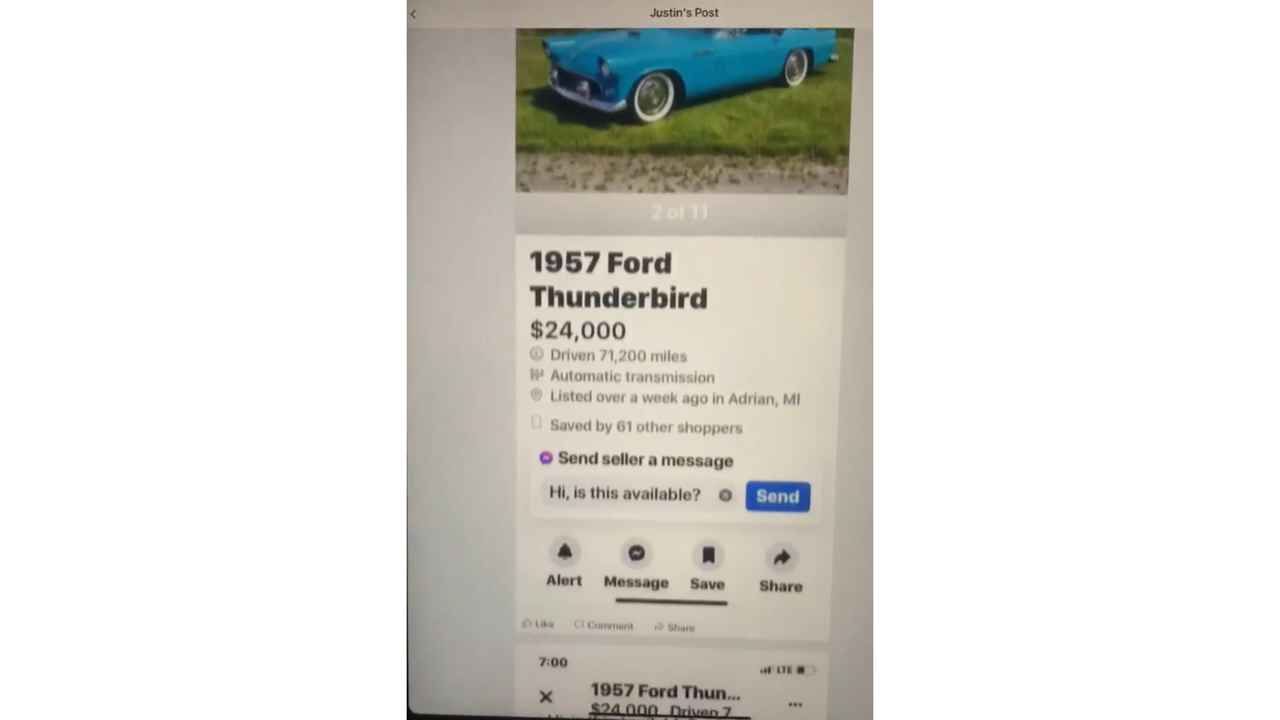 Justin's Post
2 of 11
1957 Ford
Thunderbird
$24,000
Driven 71,200 miles
Automatic transmission
Listed over a week ago in Adrian, MI
Saved by 61 other shoppers
Send seller a message
Hi, is this available?
Send
Alert Message Save Share
Like Comment Share
7:00
LTE
1957 Ford Thun...
$24,000 Driven 7